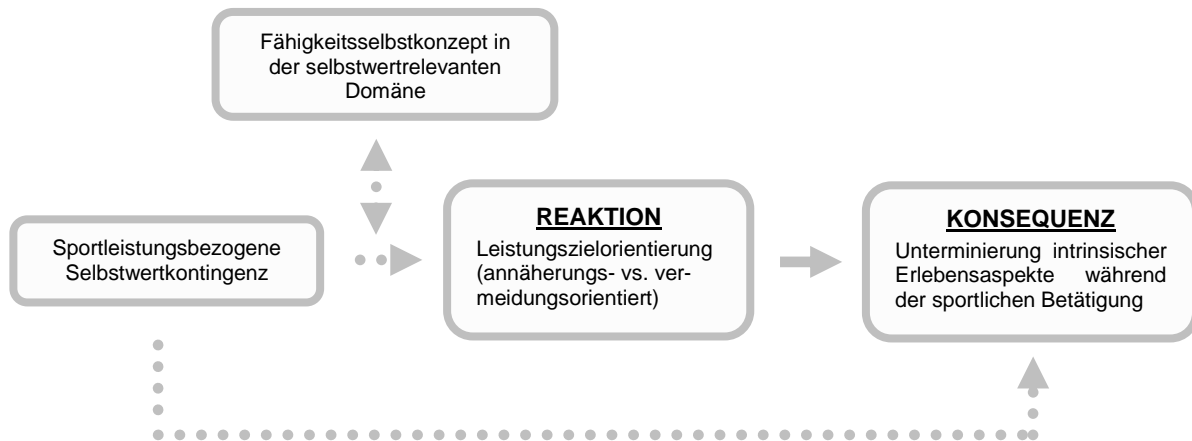 Fähigkeitsselbstkonzept in
der selbstwertrelevanten
Domäne
Sportleistungsbezogene
Selbstwertkontingenz
REAKTION
Leistungszielorientierung
(annäherungs- vs. ver-
meidungsorientiert)
KONSEQUENZ
Unterminierung intrinsischer
Erlebensaspekte während
der sportlichen Betätigung